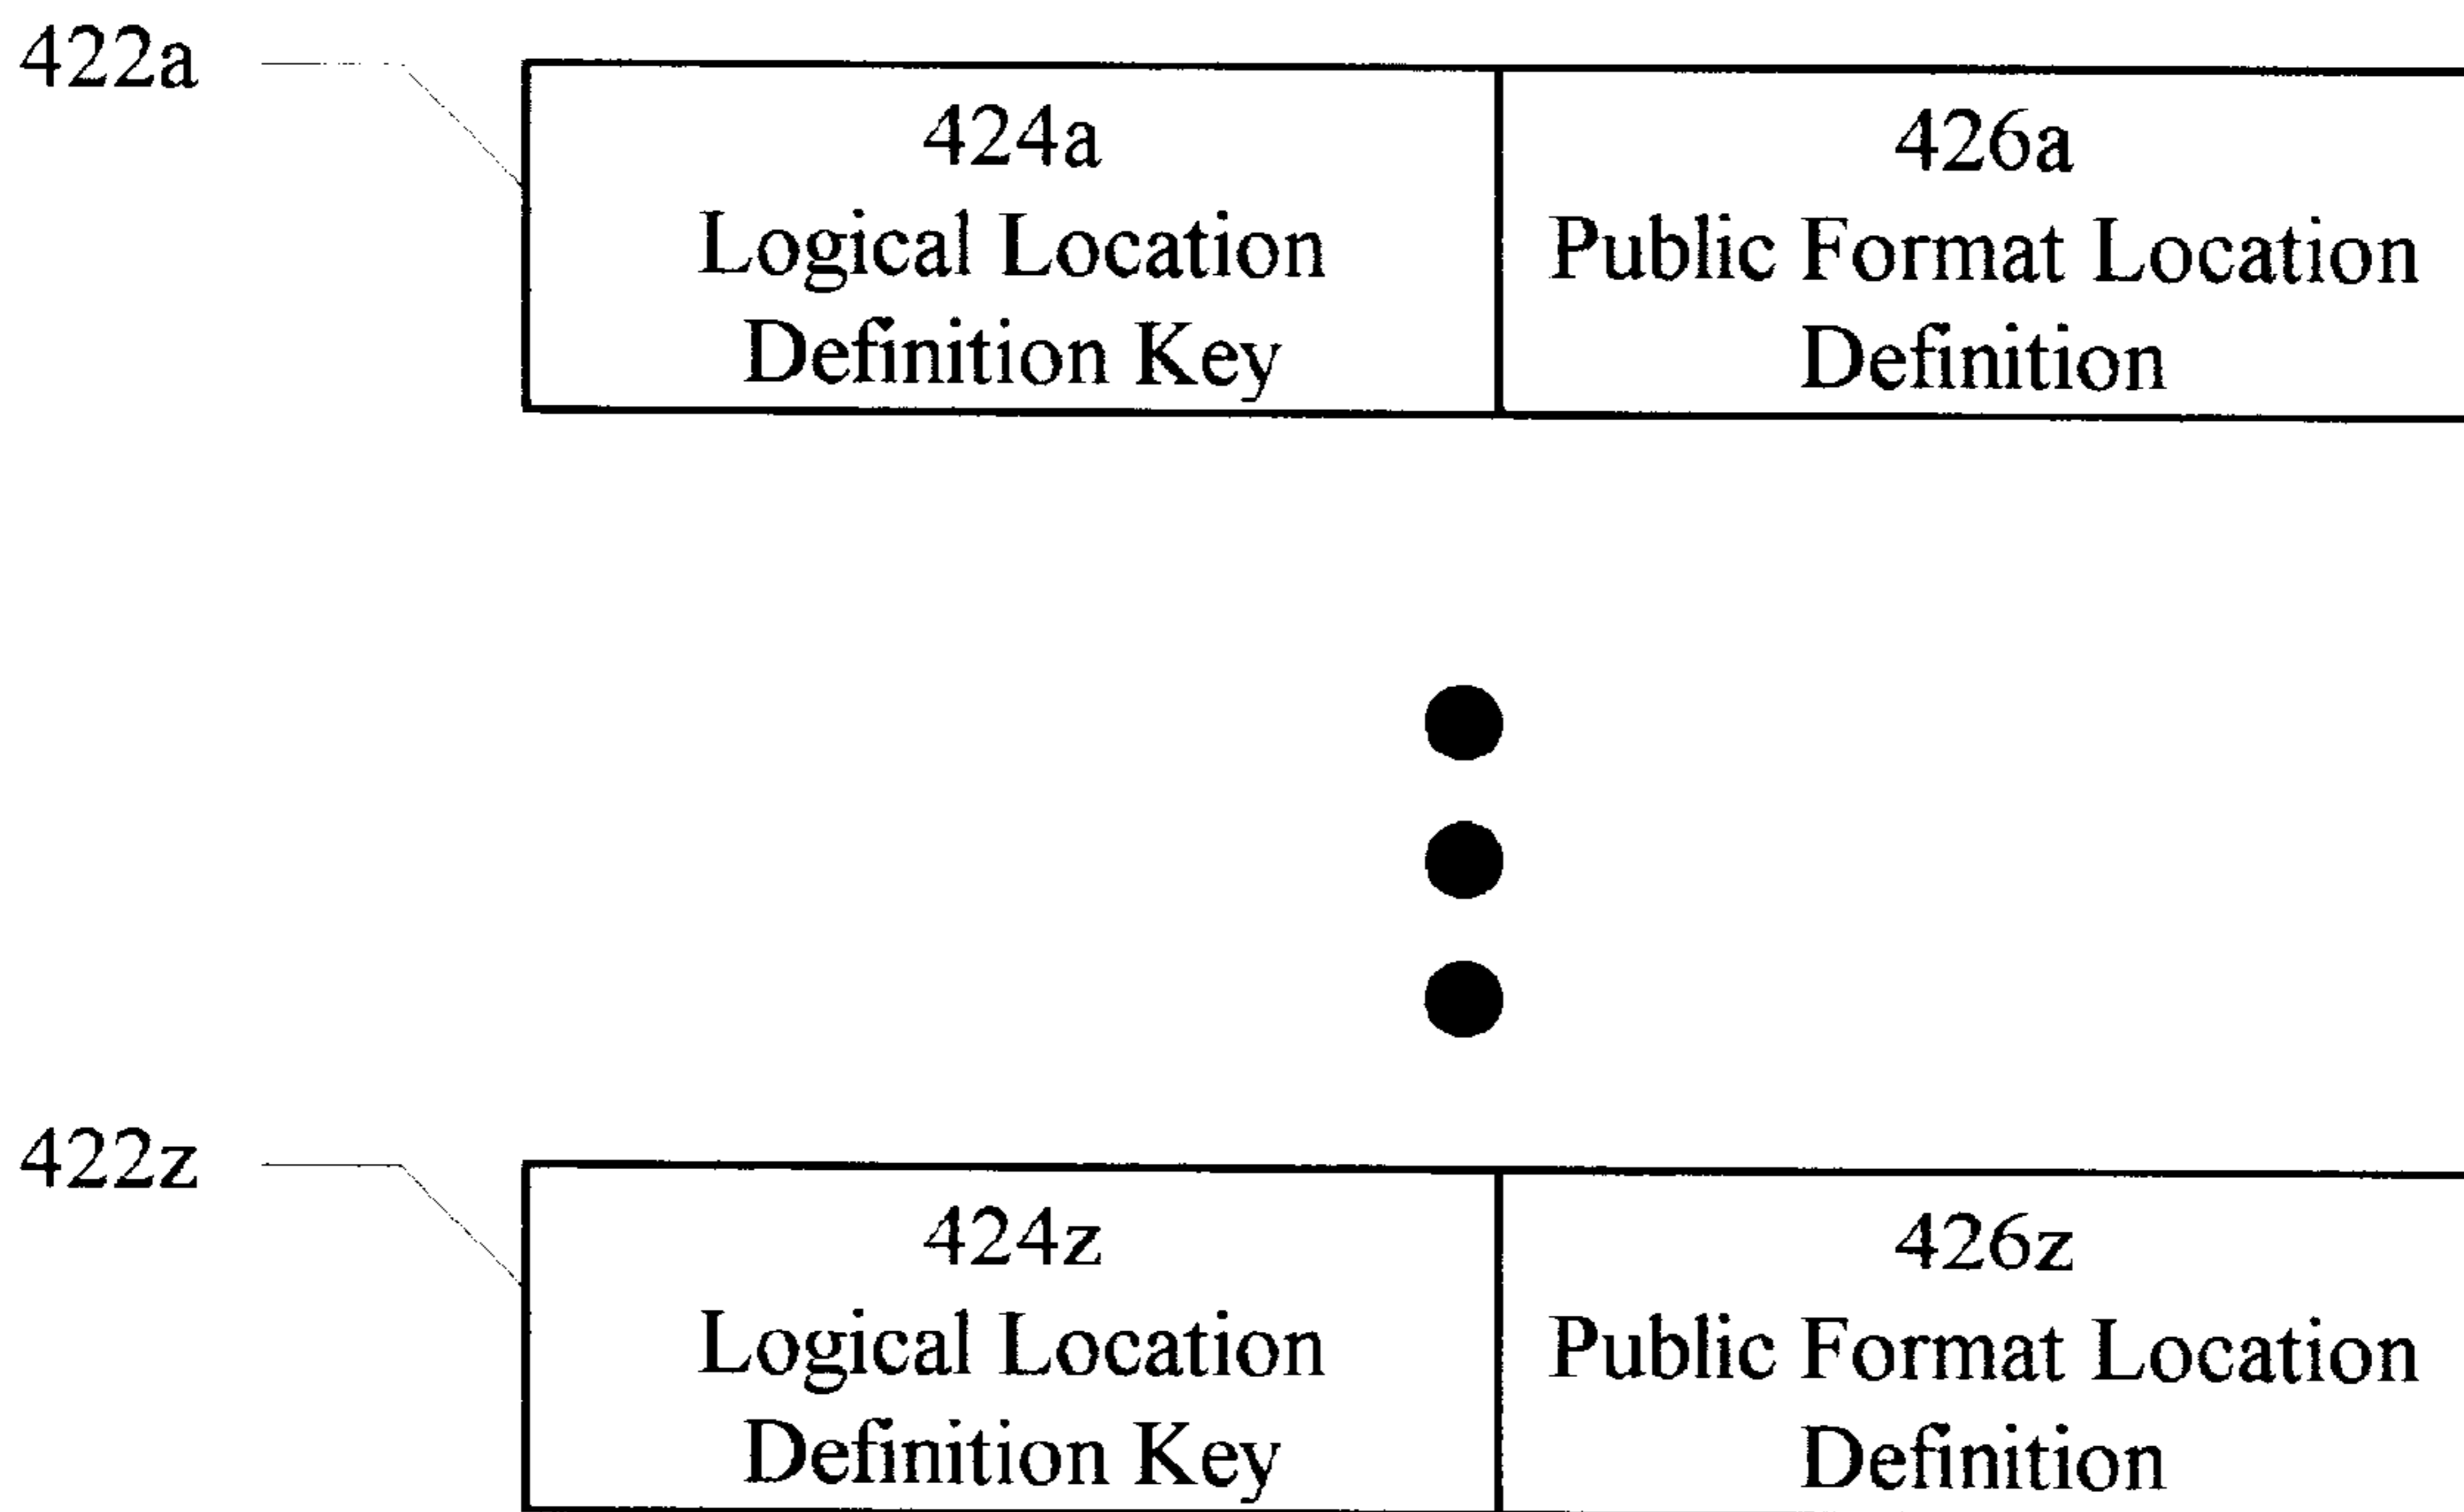 422a
424a
Logical Location
Definition Key
426a
Public Format Location
Definition
422z
424z
Logical Location
Definition Key
426z
Public Format Location
Definition